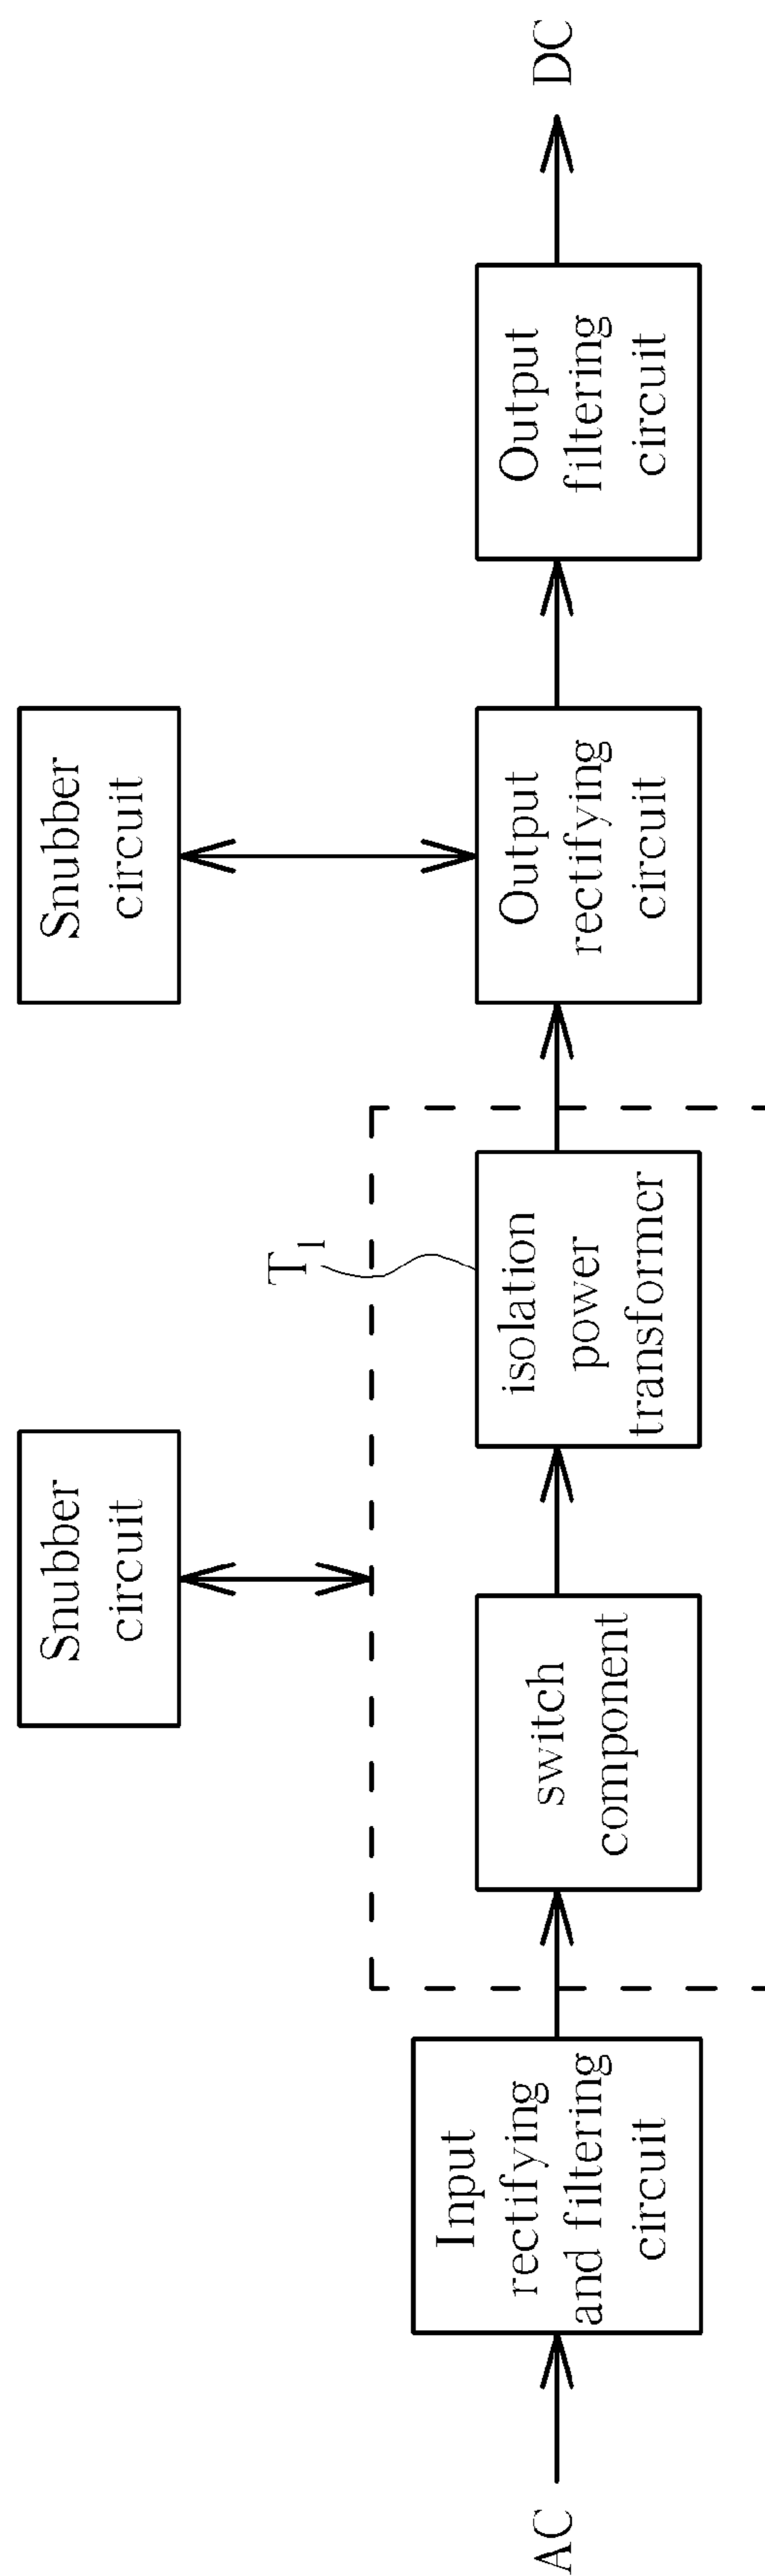 Snubber
circuit
Snubber
circuit
T1
AC
Input
rectifying
and filtering
circuit
switch
component
isolation
power
transformer
Output
rectifying
circuit
Output
filtering
circuit
DC